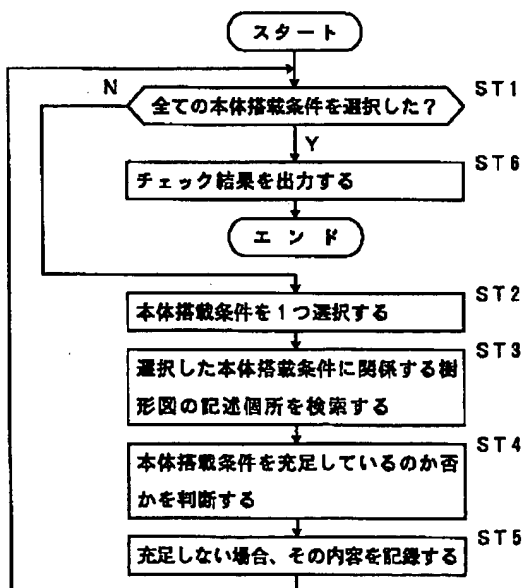 スタート
N
全ての本体搭載条件を選択した?
ST1
Y
チェック結果を出力する
ST6
エンド
本体搭載条件を1つ選択する
ST2
選択した本体搭載条件に関係する樹
形図の記述個所を検索する
ST3
本体搭載条件を充足しているのか否
かを判断する
ST4
充足しない場合、その内容を記録する
ST5